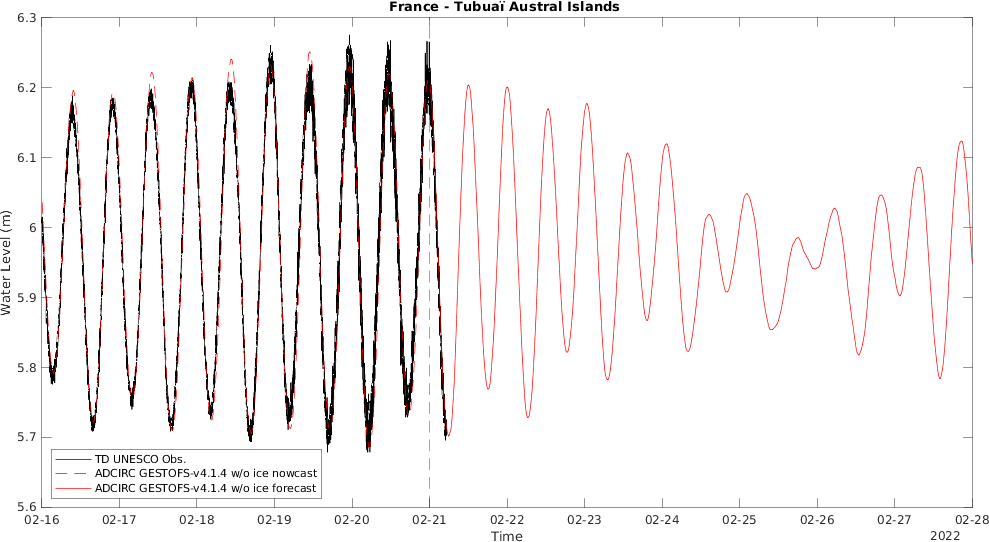 France - Tubuaï Austral Islands
6.3
6.2
6.1
6
5.9
5.8
5.7
5.6
Water Level (m)
TD UNESCO Obs.
ADCIRC GESTOFS-v4.1.4 w/o ice nowcast
ADCIRC GESTOFS-v4.1.4 w/o ice forecast
02-16 02-17 02-18 02-19 02-20 02-21 02-22 02-23 02-24 02-25 02-26 02-27 02-28
Time
2022